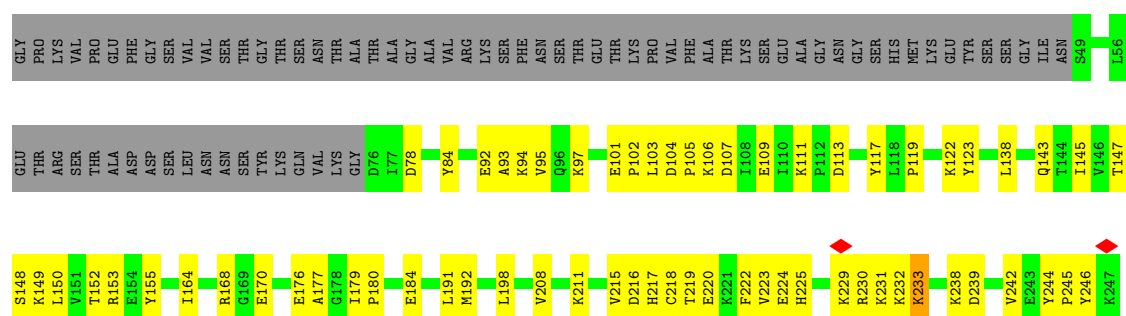 GLY PRO LYS VAL PRO GLU PHE GLY SER VAL VAL SER THR GLY THR SER ASN THR ALA THR ALA GLY ALA VAL ARG LYS SER PHE ASN SER THR GLU THR LYS PRO VAL PHE ALA THR LYS SER GLU ALA GLY ASN GLY SER HIS MET LYS GLU TYR SER SER GLY ILE ASN S49 L56
GLU THR ARG SER THR ALA ASP ASP SER LEU ASN ASN SER TYR LYS GLN VAL LYS GLY D76 I77 D78 Y84 E92 A93 K94 V95 Q96 K97 E101 P102 L103 D104 P105 K106 D107 I108 E109 I110 K111 P112 D113 Y117 L118 P119 K122 Y123 L138 Q143 T144 I145 V146 T147
S148 K149 L150 V151 T152 R153 E154 Y155 I164 R168 G169 E170 E176 A177 G178 I179 P180 E184 L191 M192 L198 V208 K211 V215 D216 H217 C218 T219 E220 K221 F222 V223 E224 H225 K229 R230 K231 K232 K233 K238 D239 V242 E243 Y244 P245 Y246 K247